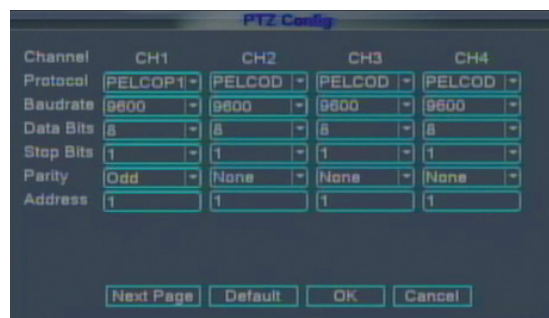 PTZ Config
Channel CH1 CH2 CH3 CH4
Protocol PELCOP1 PELCOD PELCOD PELCOD
Baudrate 9600 9600 9600 9600
Data Bits 8 8 8 8
Stop Bits 1 1 1 1
Parity Odd None None None
Address 1 1 1 1
Next Page Default OK Cancel